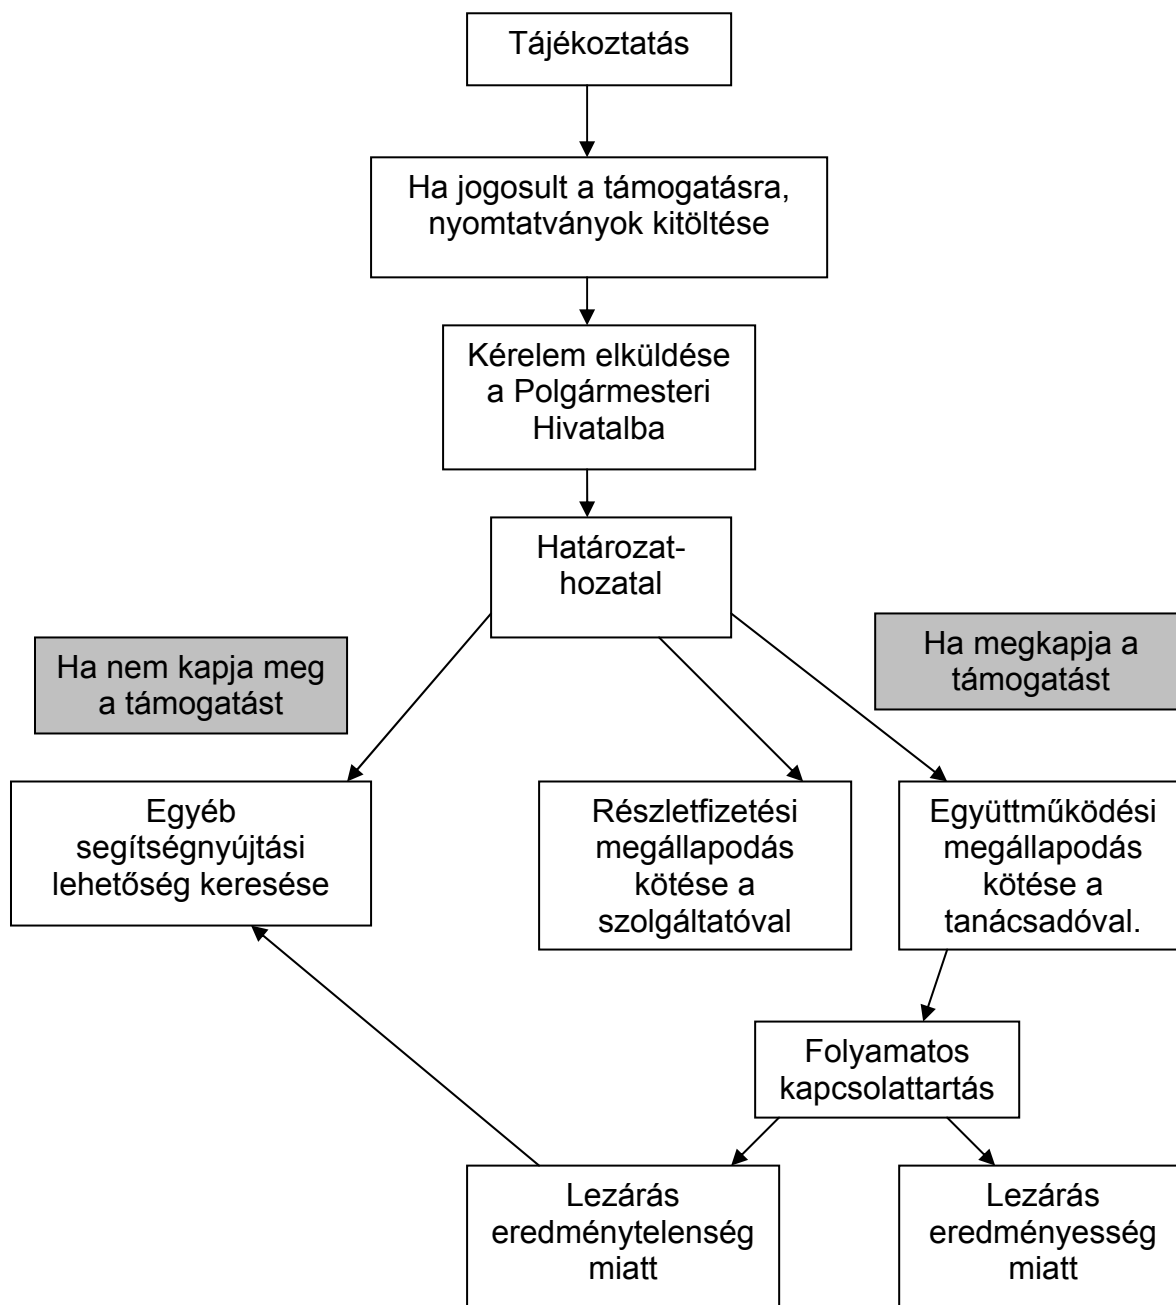 Tájékoztatás
Ha jogosult a támogatásra,
nyomtatványok kitöltése
Kérelem elküldése
a Polgármesteri
Hivatalba
Határozat-
hozatal
Ha nem kapja meg
a támogatást
Ha megkapja a
támogatást
Egyéb
segítségnyújtási
lehetőség keresése
Részletfizetési
megállapodás
kötése a
szolgáltatóval
Együttműködési
megállapodás
kötése a
tanácsadóval.
Folyamatos
kapcsolattartás
Lezárás
eredménytelenség
miatt
Lezárás
eredményesség
miatt